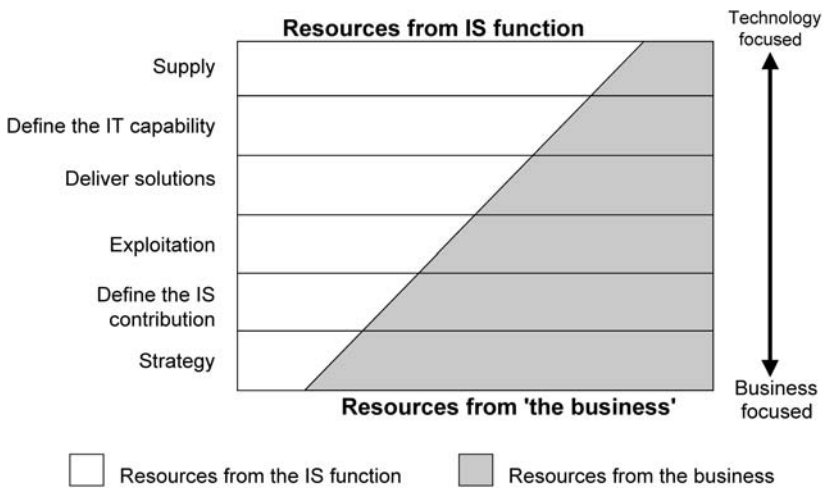 Resources from IS function
Technology
focused
Supply
Define the IT capability
Deliver solutions
Exploitation
Define the IS
contribution
Strategy
Business
focused
Resources from 'the business'
Resources from the IS function
Resources from the business